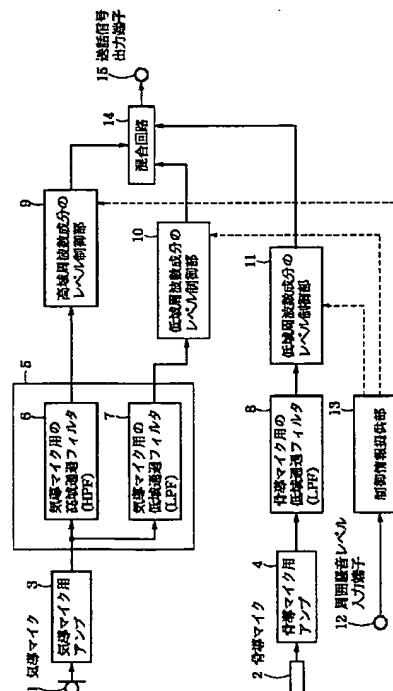 1 気導マイク
3
気導マイク用
アンプ
5
6
気導マイク用の
高域通過フィルタ
(HPF)
7
気導マイク用の
低域通過フィルタ
(LPF)
9
高域周波数成分の
レベル制御部
10
低域周波数成分の
レベル制御部
14
混合回路
15 送話信号
出力端子
2 骨導マイク
4
骨導マイク用
アンプ
8
骨導マイク用の
低域通過フィルタ
(LPF)
11
低域周波数成分の
レベル制御部
12 周囲騒音レベル
入力端子
13
制御情報提供部